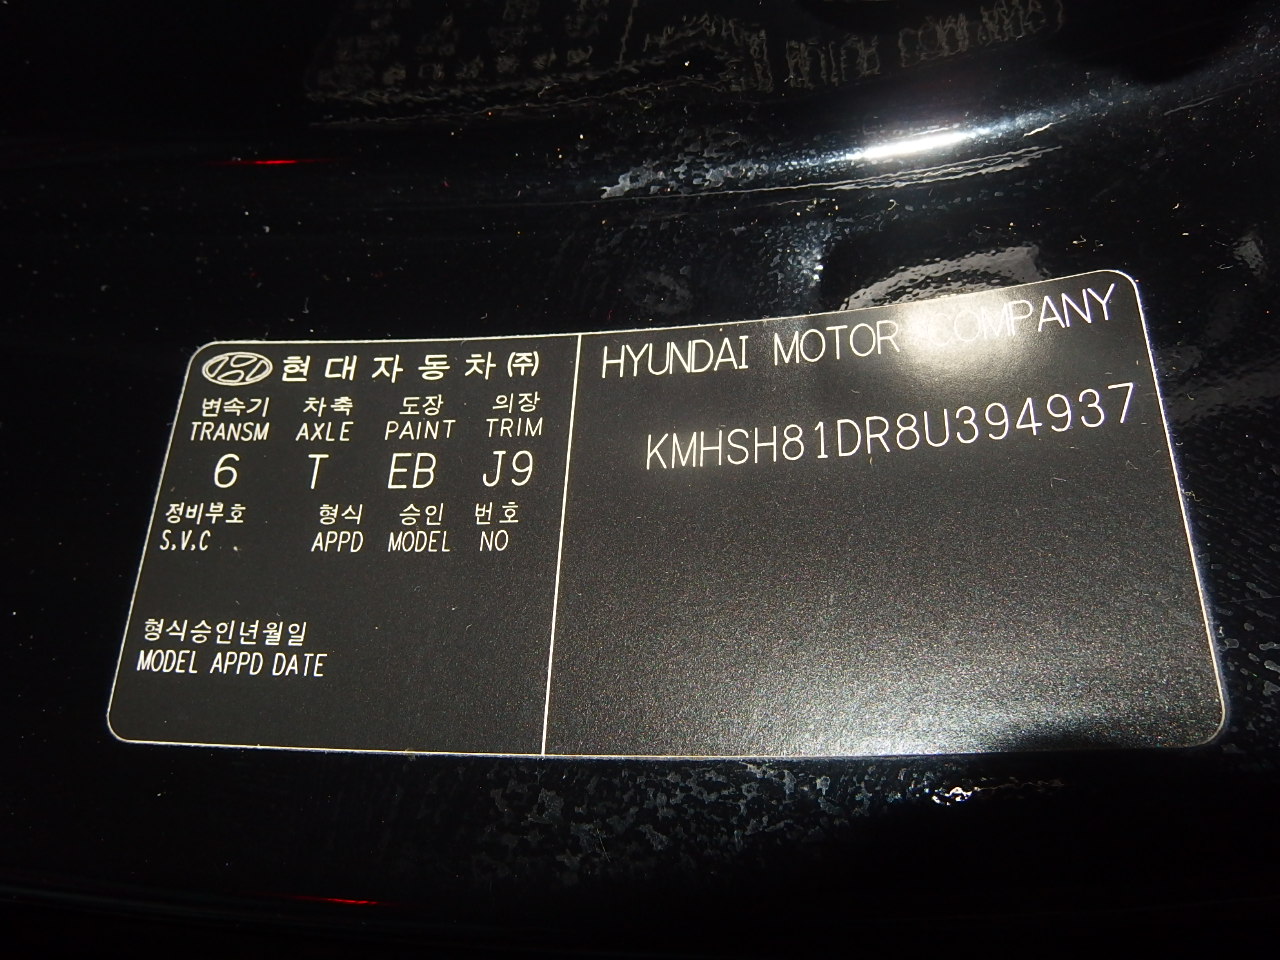 현대자동차㈜
변속기 차축 도장 의장
TRANSM AXLE PAINT TRIM
6 T EB J9
정비부호 형식 승인 번호
S.V.C. APPD MODEL NO
형식승인년월일
MODEL APPD DATE
HYUNDAI MOTOR COMPANY
KMHSH81DR8U394937